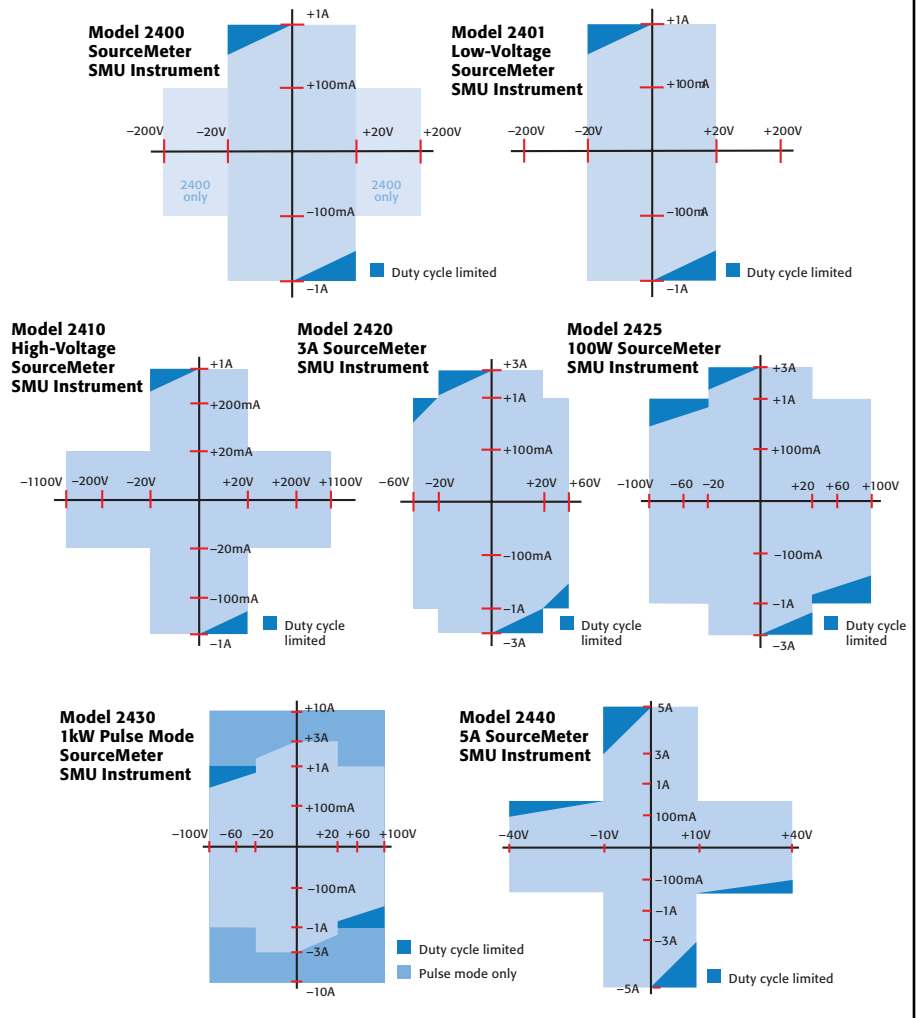 Model 2400
SourceMeter
SMU Instrument
+1A
+100mA
−200V
−20V
+20V
+200V
2400
only
2400
only
−100mA
−1A
Duty cycle limited
Model 2401
Low-Voltage
SourceMeter
SMU Instrument
+1A
+100mA
−200V
−20V
+20V
+200V
−100mA
−1A
Duty cycle limited
Model 2410
High-Voltage
SourceMeter
SMU Instrument
+1A
+200mA
+20mA
−1100V
−200V
−20V
+20V
+200V
+1100V
−20mA
−100mA
−1A
Duty cycle
limited
Model 2420
3A SourceMeter
SMU Instrument
+3A
+1A
+100mA
−60V
−20V
+20V
+60V
−100mA
−1A
−3A
Duty cycle
limited
Model 2425
100W SourceMeter
SMU Instrument
+3A
+1A
+100mA
−100V
−60
−20
+20
+60
+100V
−100mA
−1A
−3A
Duty cycle
limited
Model 2430
1kW Pulse Mode
SourceMeter
SMU Instrument
+10A
+3A
+1A
+100mA
−100V
−60
−20
+20
+60
+100V
−100mA
−1A
−3A
−10A
Duty cycle limited
Pulse mode only
Model 2440
5A SourceMeter
SMU Instrument
5A
3A
1A
100mA
−40V
−10V
+10V
+40V
−100mA
−1A
−3A
−5A
Duty cycle limited